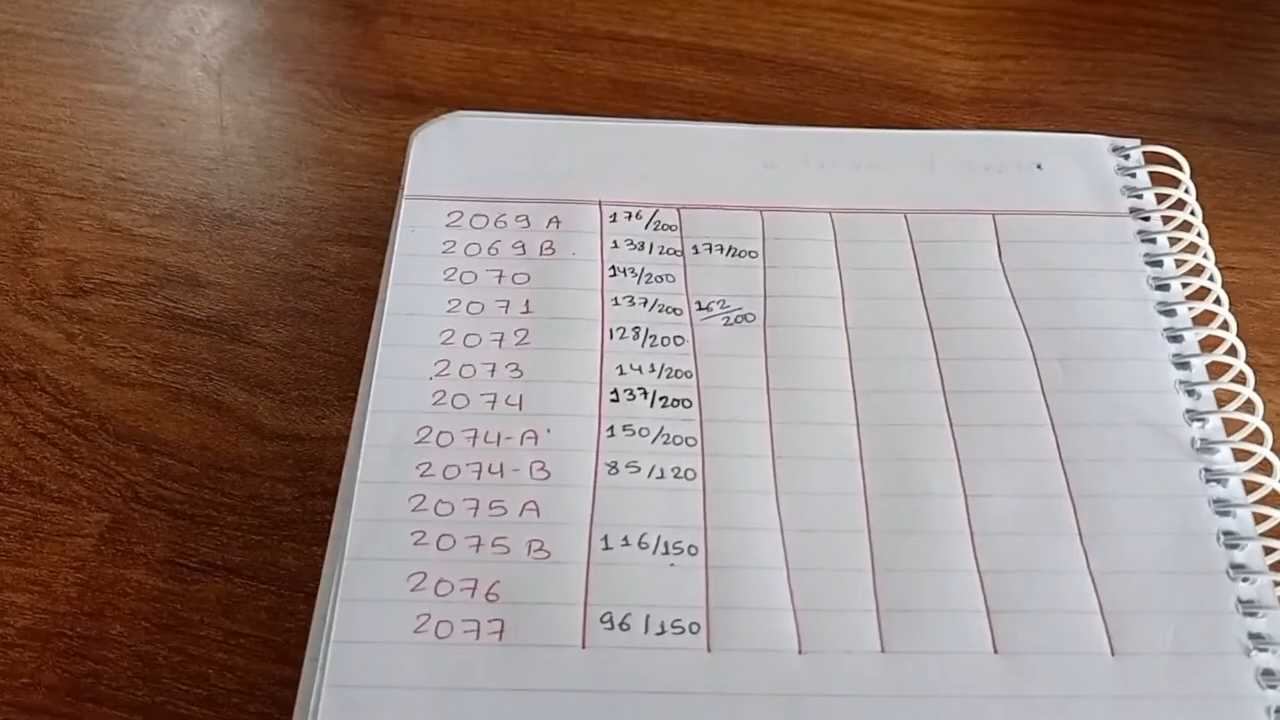 2069 A 176/200
2069 B 138/200 177/200
2070 143/200
2071 137/200 162/200
2072 128/200
2073 141/200
2074 137/200
2074-A 150/200
2074-B 85/120
2075 A
2075 B 116/150
2076
2077 96/150